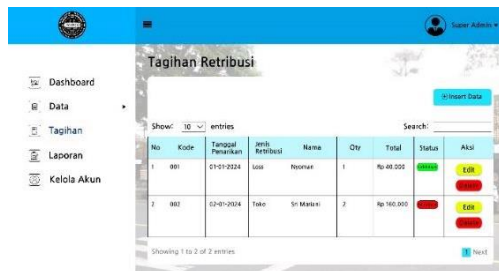 Super Admin
Dashboard
Data
Tagihan
Laporan
Kelola Akun
Tagihan Retribusi
Insert Data
Show: 10 entries
Search:
No Kode Tanggal Penarikan Jenis Retribusi Nama Qty Total Status Aksi
1 001 01-01-2024 Nyoman 1 Rp 40.000 Edit
2 002 02-01-2024 Toko Sri Mariani 2 Rp 160.000 Edit
Showing 1 to 2 of 2 entries
1 Next